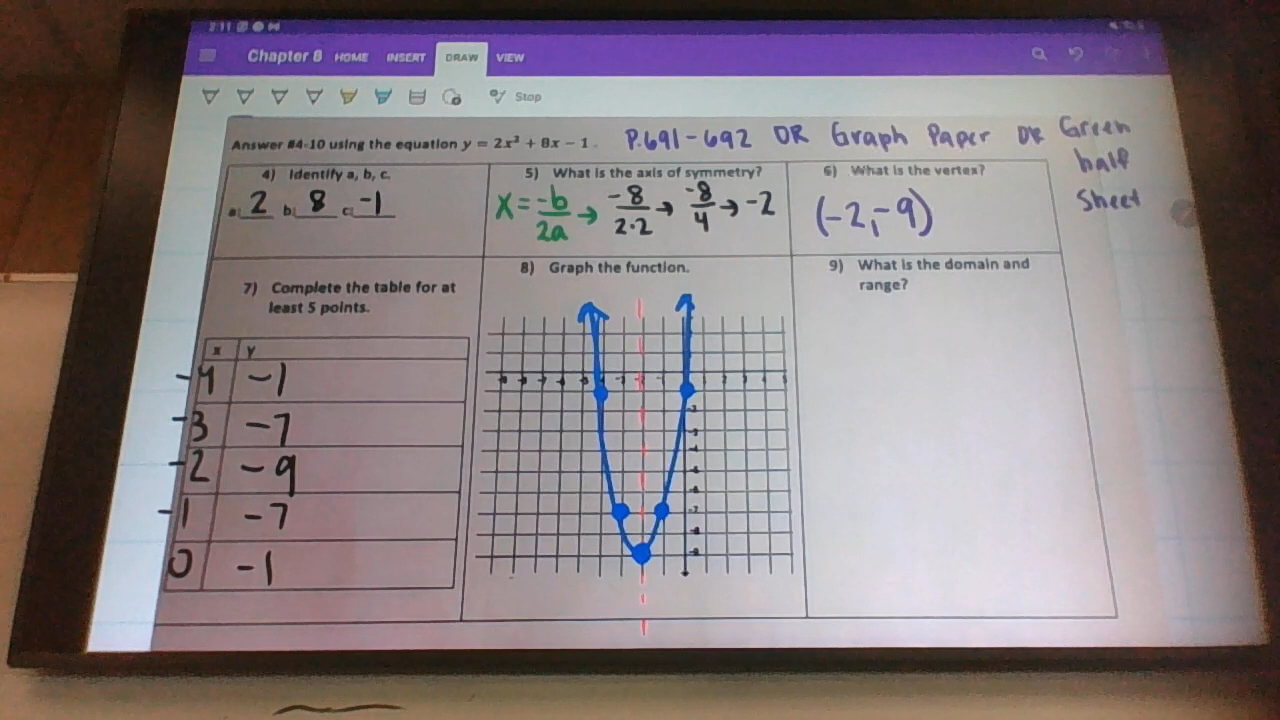 2:11
Chapter 8 HOME INSERT DRAW VIEW
Stop
Answer #4-10 using the equation y = 2x² + 8x − 1. P.691-692 OR Graph Paper OR Green half Sheet
4) Identify a, b, c.
a. 2 b. 8 c. -1
5) What is the axis of symmetry?
x = -b/2a → -8/2·2 → -8/4 → -2
6) What is the vertex?
(-2, -9)
7) Complete the table for at
least 5 points.
x y
-4 -1
-3 -7
-2 -9
-1 -7
0 -1
8) Graph the function.
9) What is the domain and
range?